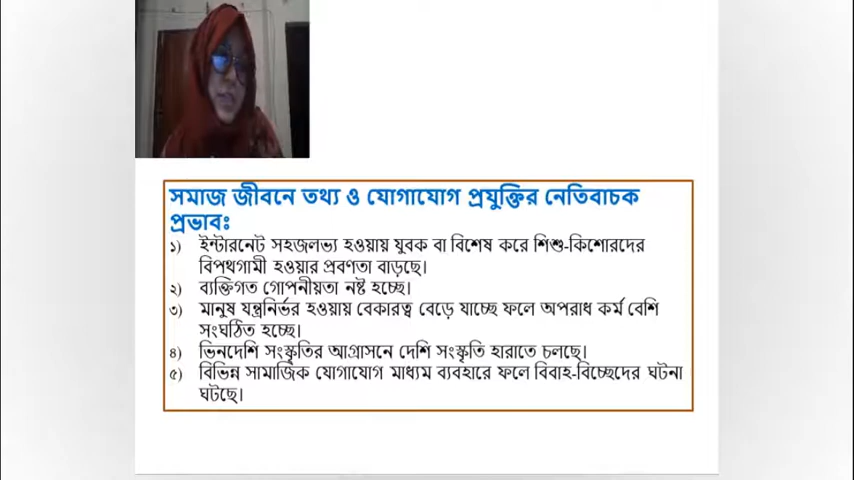 সমাজ জীবনে তথ্য ও যোগাযোগ প্রযুক্তির নেতিবাচক
প্রভাবঃ
১) ইন্টারনেট সহজলভ্য হওয়ায় যুবক বা বিশেষ করে শিশু-কিশোরদের
বিপথগামী হওয়ার প্রবণতা বাড়ছে।
২) ব্যক্তিগত গোপনীয়তা নষ্ট হচ্ছে।
৩) মানুষ যন্ত্রনির্ভর হওয়ায় বেকারত্ব বেড়ে যাচ্ছে ফলে অপরাধ কর্ম বেশি
সংঘঠিত হচ্ছে।
৪) ভিনদেশি সংস্কৃতির আগ্রাসনে দেশি সংস্কৃতি হারাতে চলছে।
৫) বিভিন্ন সামাজিক যোগাযোগ মাধ্যম ব্যবহারে ফলে বিবাহ-বিচ্ছেদের ঘটনা
ঘটছে।